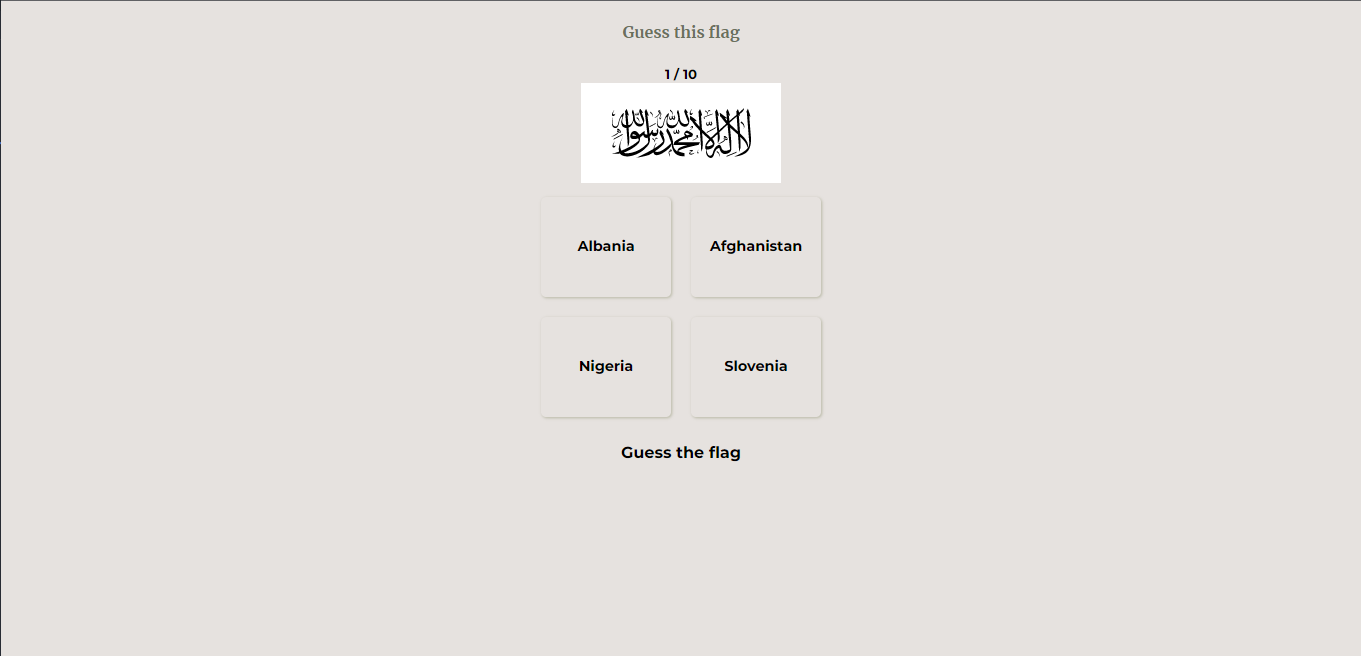 Guess this flag
1 / 10
لا إله إلا الله محمد رسول الله
Albania
Afghanistan
Nigeria
Slovenia
Guess the flag